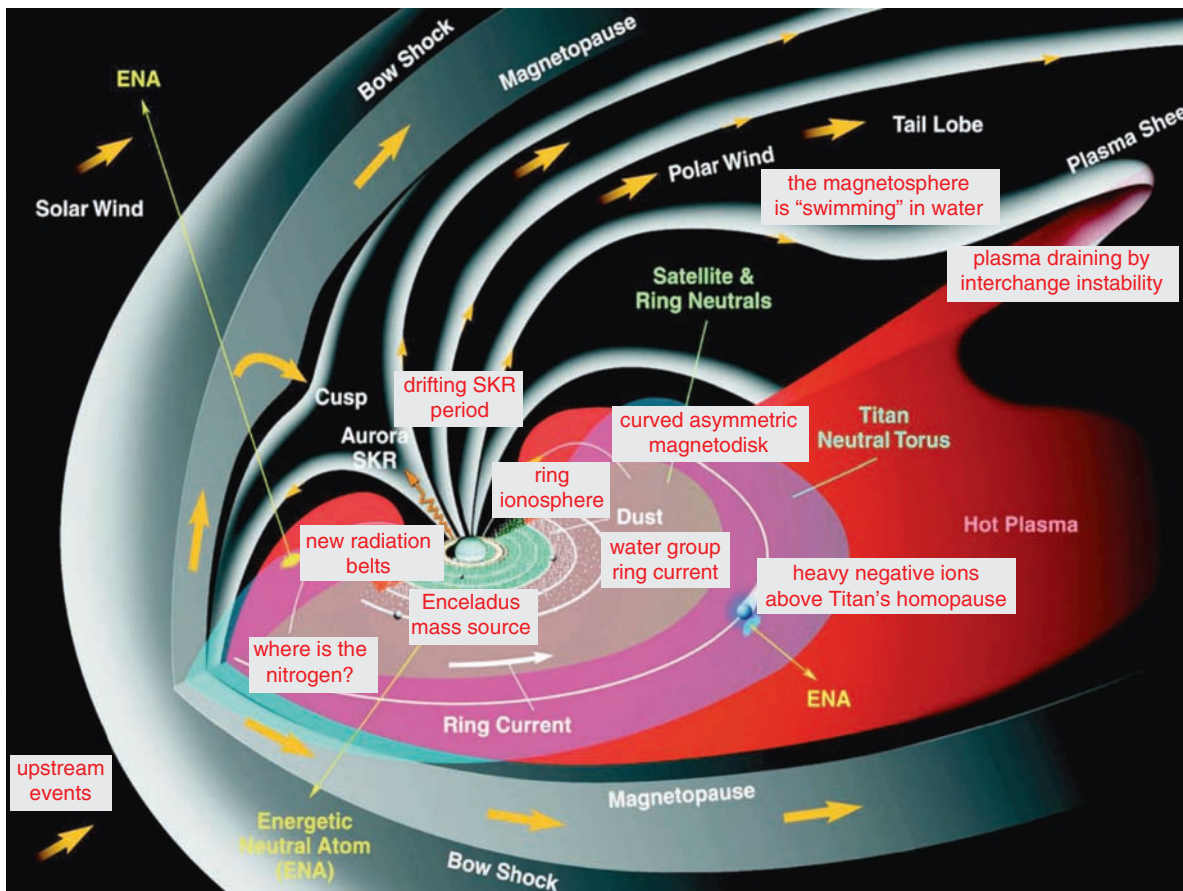 Bow Shock
Magnetopause
ENA
Solar Wind
Tail Lobe
Polar Wind
Plasma Shee
the magnetosphere
is “swimming” in water
plasma draining by
interchange instability
Satellite &
Ring Neutrals
Cusp
drifting SKR
period
Aurora
SKR
curved asymmetric
magnetodisk
Titan
Neutral Torus
ring
ionosphere
Dust
Hot Plasma
new radiation
belts
water group
ring current
heavy negative ions
above Titan’s homopause
Enceladus
mass source
where is the
nitrogen?
ENA
Ring Current
upstream
events
Magnetopause
Energetic
Neutral Atom
(ENA)
Bow Shock